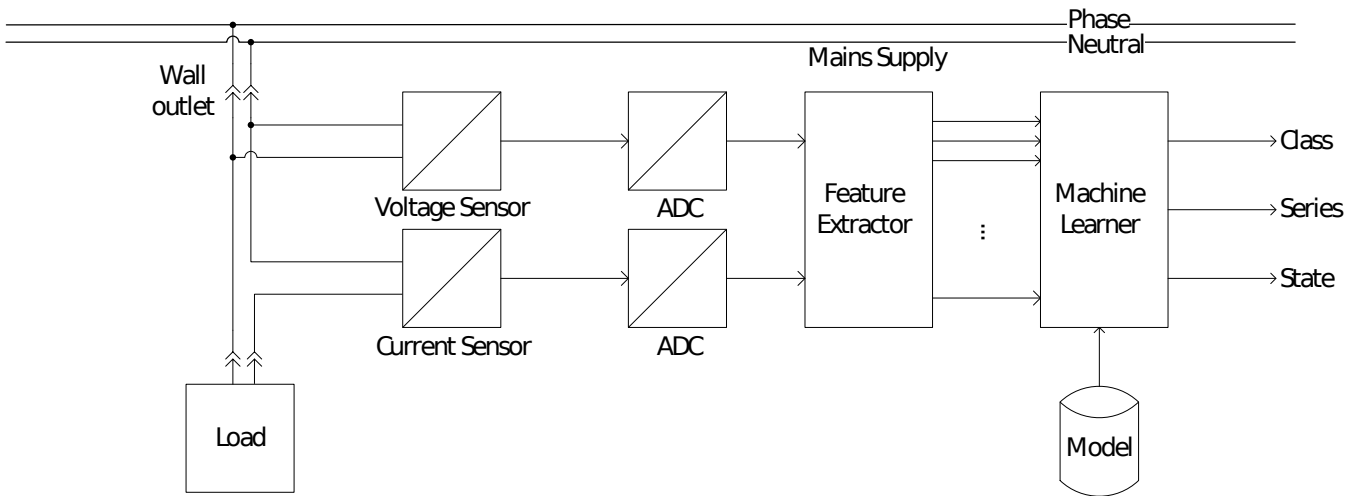 Phase
Neutral
Mains Supply
Wall
outlet
Voltage Sensor
ADC
Feature
Extractor
...
Machine
Learner
Class
Series
State
Current Sensor
ADC
Load
Model